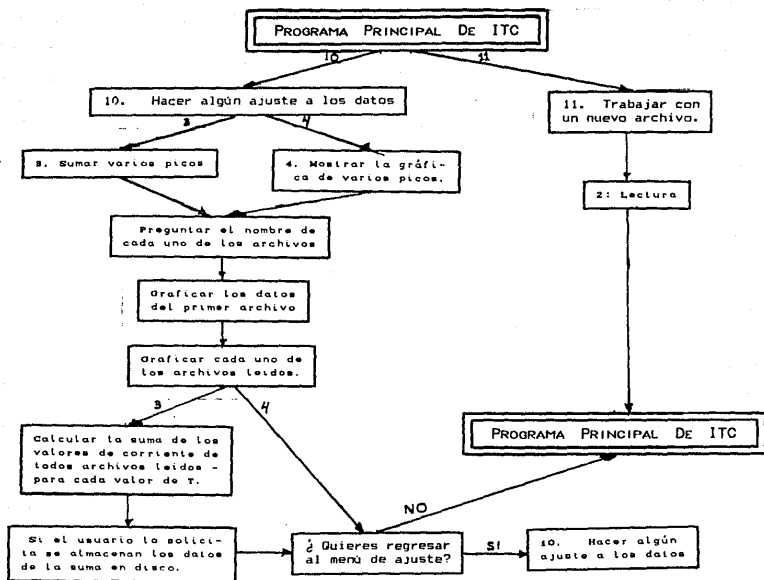 PROGRAMA PRINCIPAL DE ITC
10
11
10. Hacer algún ajuste a los datos
11. Trabajar con
un nuevo archivo.
3
4
3. Sumar varios picos
4. Mostrar la gráfi-
ca de varios picos.
2: Lectura
Preguntar el nombre de
cada uno de los archivos
Graficar los datos
del primer archivo
Graficar cada uno de
los archivos leidos.
3
4
Calcular la suma de los
valores de corriente de
todos archivos leidos -
para cada valor de T.
PROGRAMA PRINCIPAL DE ITC
NO
Si el usuario lo solici-
ta se almacenan los datos
de la suma en disco.
¿ Quieres regresar
al menú de ajuste?
SI
10. Hacer algún
ajuste a los datos